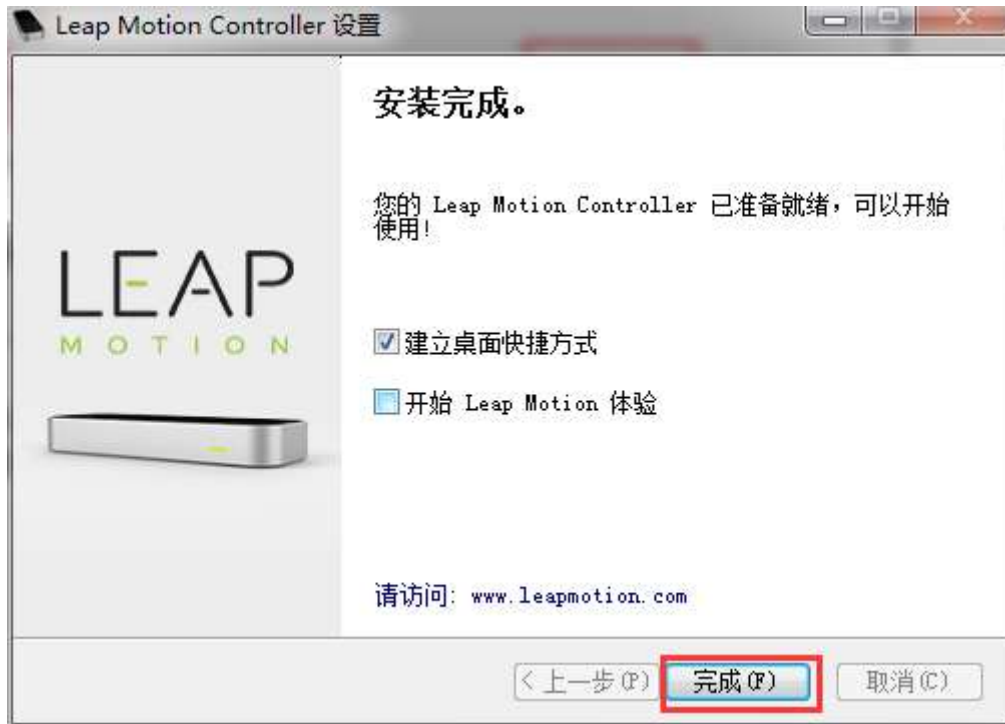 Leap Motion Controller 设置
安装完成。
您的 Leap Motion Controller 已准备就绪，可以开始
使用！
LEAP
MOTION
建立桌面快捷方式
开始 Leap Motion 体验
请访问: www.leapmotion.com
< 上一步(P) 完成(F) 取消(C)